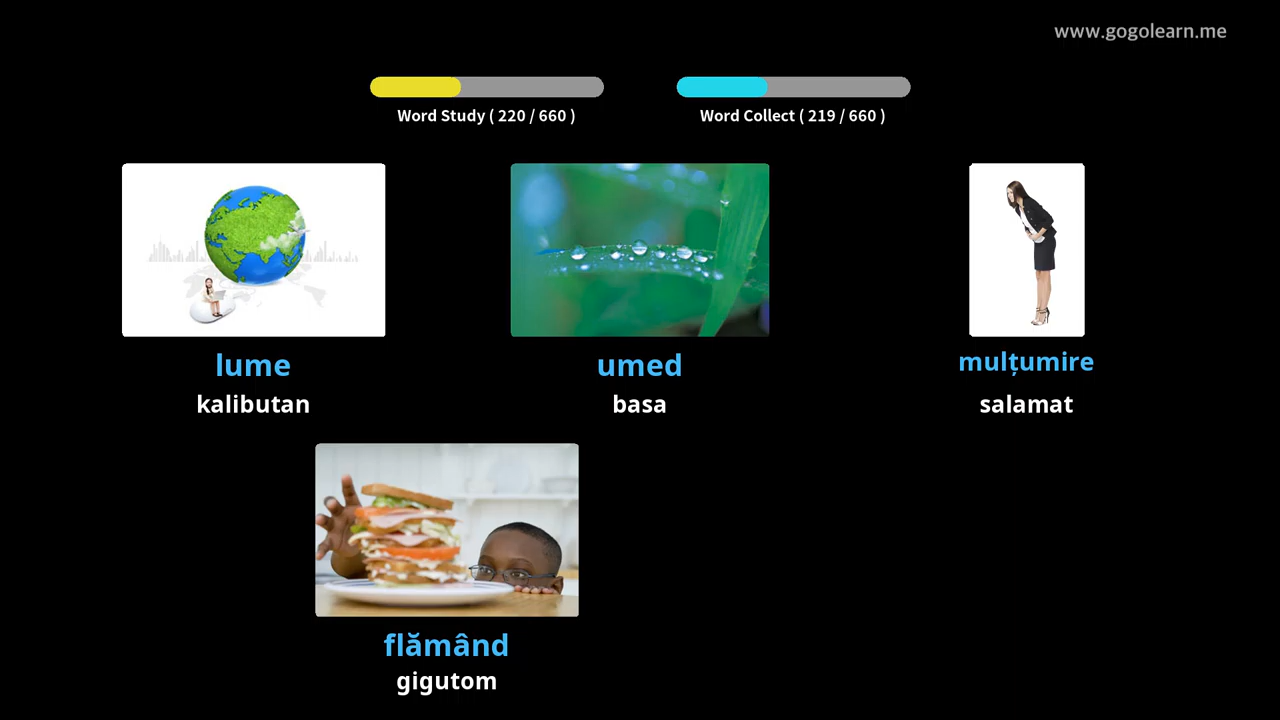 www.gogolearn.me
Word Study ( 220 / 660 )
Word Collect ( 219 / 660 )
lume
umed
mulțumire
kalibutan
basa
salamat
flămând
gigutom